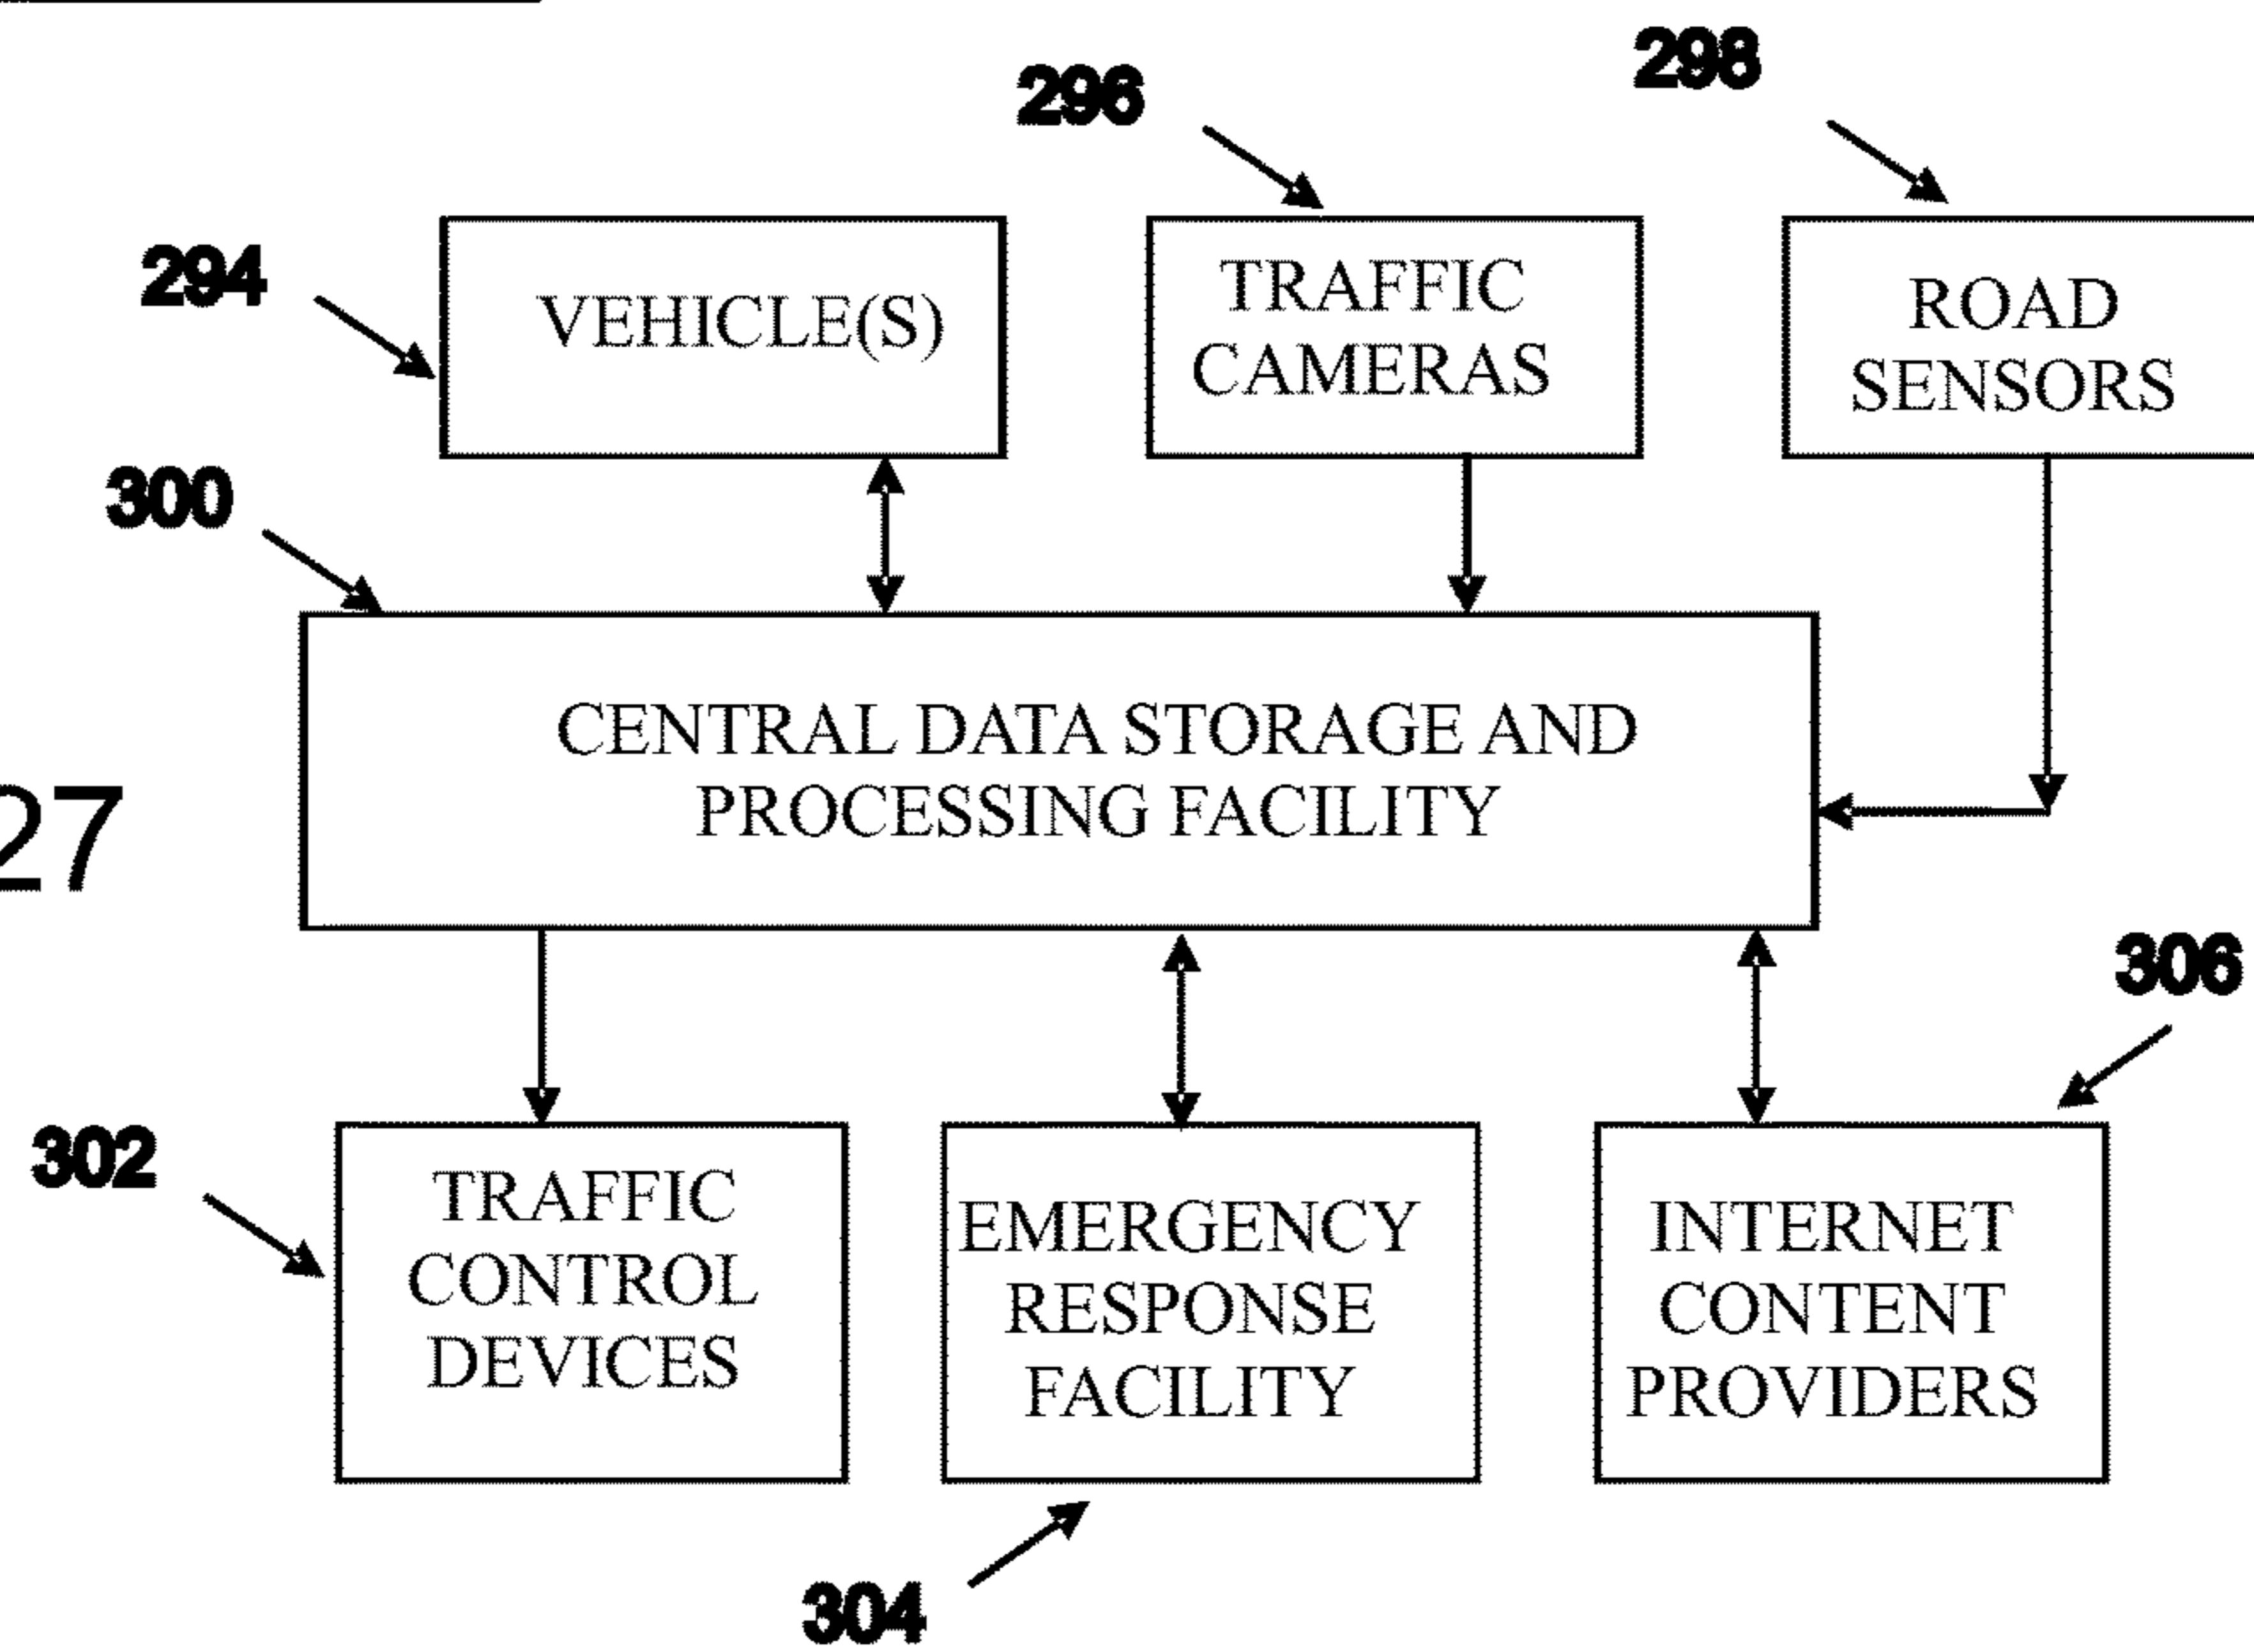 298
296
294
VEHICLE(S)
TRAFFIC
CAMERAS
ROAD
SENSORS
300
CENTRAL DATA STORAGE AND
PROCESSING FACILITY
27
306
302
TRAFFIC
CONTROL
DEVICES
EMERGENCY
RESPONSE
FACILITY
INTERNET
CONTENT
PROVIDERS
304